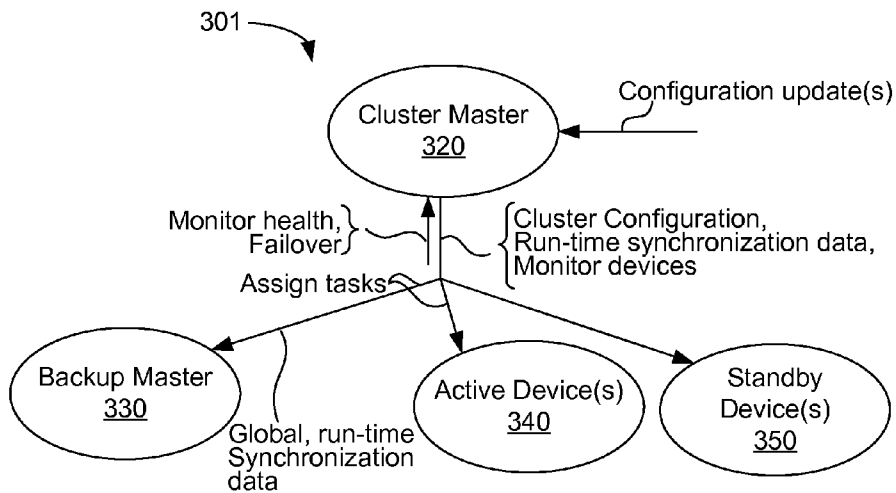 301
Configuration update(s)
Cluster Master
320
Monitor health,
Failover
Cluster Configuration,
Run-time synchronization data,
Monitor devices
Assign tasks
Backup Master
330
Active Device(s)
340
Standby
Device(s)
350
Global, run-time
Synchronization
data